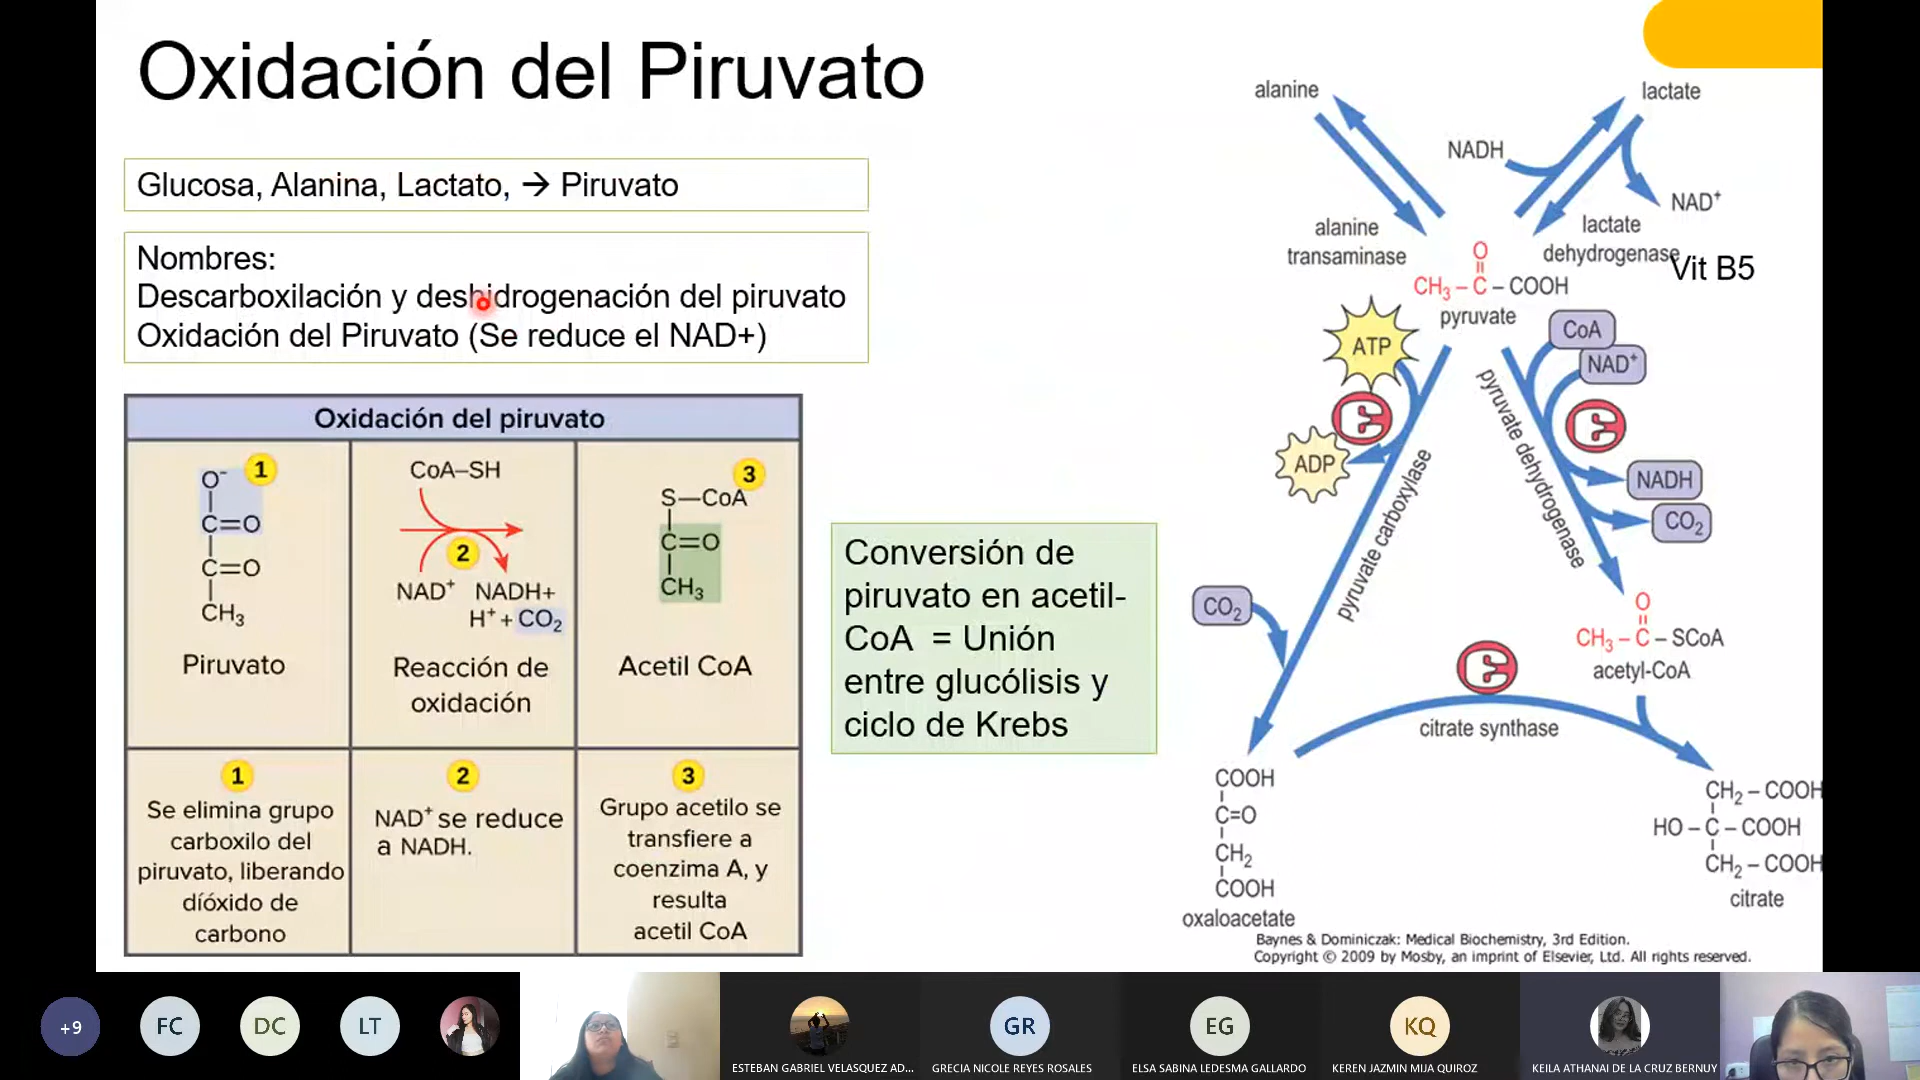 Oxidación del Piruvato
Glucosa, Alanina, Lactato, → Piruvato
Nombres:
Descarboxilación y deshidrogenación del piruvato
Oxidación del Piruvato (Se reduce el NAD+)
Oxidación del piruvato
1
O⁻
C=O
C=O
CH₃
Piruvato
CoA–SH
2
NAD⁺ NADH+
H⁺ + CO₂
Reacción de
oxidación
3
S—CoA
C=O
CH₃
Acetil CoA
1
Se elimina grupo
carboxilo del
piruvato, liberando
díóxido de
carbono
2
NAD⁺ se reduce
a NADH.
3
Grupo acetilo se
transfiere a
coenzima A, y
resulta
acetil CoA
Conversión de
piruvato en acetil-
CoA = Unión
entre glucólisis y
ciclo de Krebs
alanine
lactate
NADH
NAD⁺
alanine
transaminase
lactate
dehydrogenase
Vit B5
O
CH₃ – C – COOH
pyruvate
ATP
CoA
NAD⁺
ADP
NADH
CO₂
pyruvate carboxylase
pyruvate dehydrogenase
CO₂
O
CH₃ – C – SCoA
acetyl-CoA
citrate synthase
COOH
C=O
CH₂
COOH
oxaloacetate
CH₂ – COOH
HO – C – COOH
CH₂ – COOH
citrate
Baynes & Dominiczak: Medical Biochemistry, 3rd Edition.
Copyright © 2009 by Mosby, an imprint of Elsevier, Ltd. All rights reserved.
+9
FC
DC
LT
GR
EG
KQ
ESTEBAN GABRIEL VELASQUEZ AD...
GRECIA NICOLE REYES ROSALES
ELSA SABINA LEDESMA GALLARDO
KEREN JAZMIN MIJA QUIROZ
KEILA ATHANAI DE LA CRUZ BERNUY